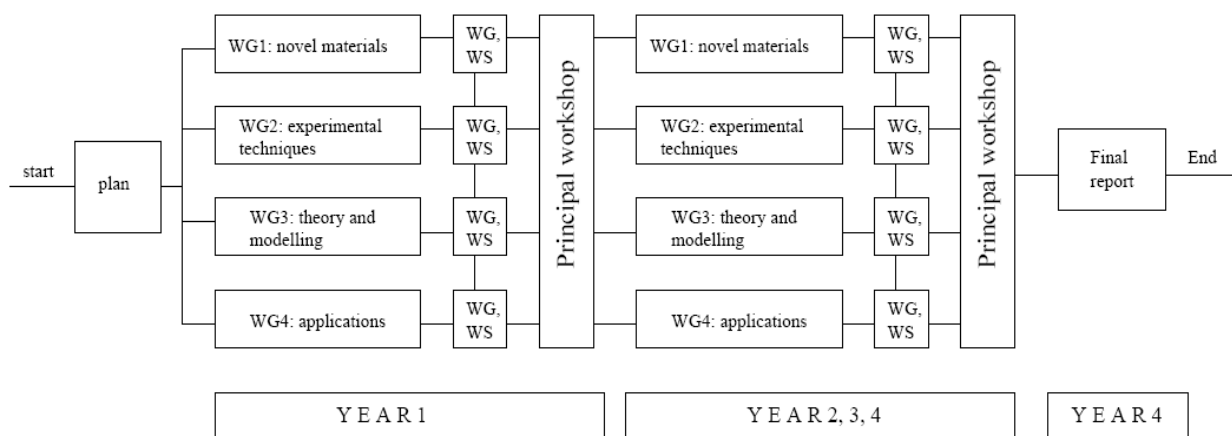 start
plan
WG1: novel materials
WG2: experimental
techniques
WG3: theory and
modelling
WG4: applications
WG,
WS
WG,
WS
WG,
WS
WG,
WS
Principal workshop
WG1: novel materials
WG2: experimental
techniques
WG3: theory and
modelling
WG4: applications
WG,
WS
WG,
WS
WG,
WS
WG,
WS
Principal workshop
Final
report
End
Y E A R 1
Y E A R 2, 3, 4
Y E A R 4